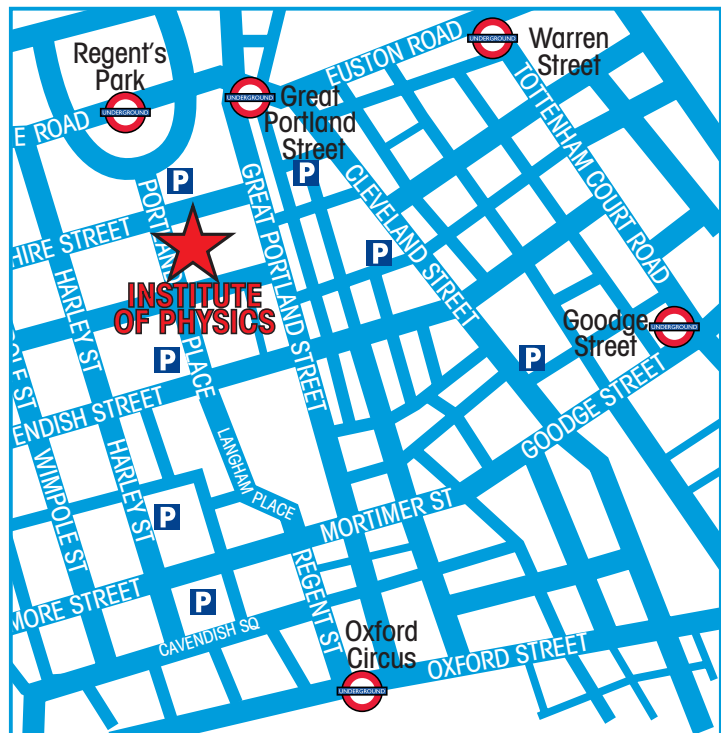 Regent's
Park
UNDERGROUND
E ROAD
UNDERGROUND
Great
Portland
Street
EUSTON ROAD
UNDERGROUND
Warren
Street
TOTTENHAM COURT ROAD
P
P
P
CLEVELAND STREET
GREAT PORTLAND STREET
PORTLAND PLACE
HIRE STREET
INSTITUTE
OF PHYSICS
HARLEY ST
OLE ST
P
P
Goodge
Street
UNDERGROUND
GOODGE STREET
ENDISH STREET
WIMPOLE ST
HARLEY ST
LANGHAM PLACE
P
MORTIMER ST
REGENT ST
MORE STREET
P
CAVENDISH SQ
Oxford
Circus
UNDERGROUND
OXFORD STREET